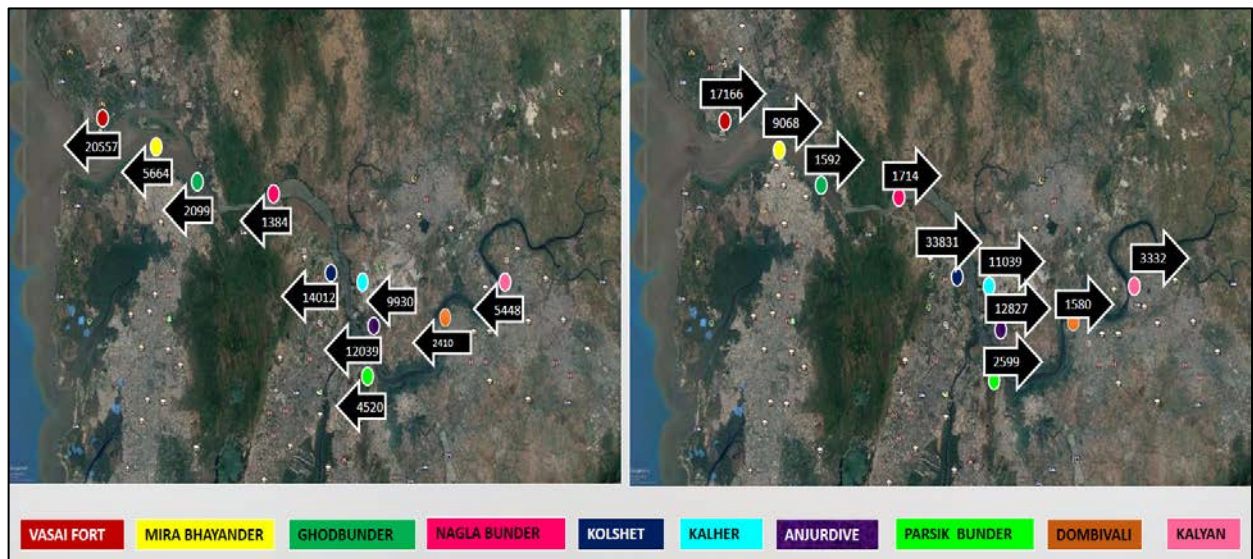 20557
5664
2099
1384
14012
9930
5448
12039
2410
4520
17166
9068
1592
1714
33831
11039
3332
12827
1580
2599
VASAI FORT
MIRA BHAYANDER
GHODBUNDER
NAGLA BUNDER
KOLSHET
KALHER
ANJURDIVE
PARSIK BUNDER
DOMBIVALI
KALYAN